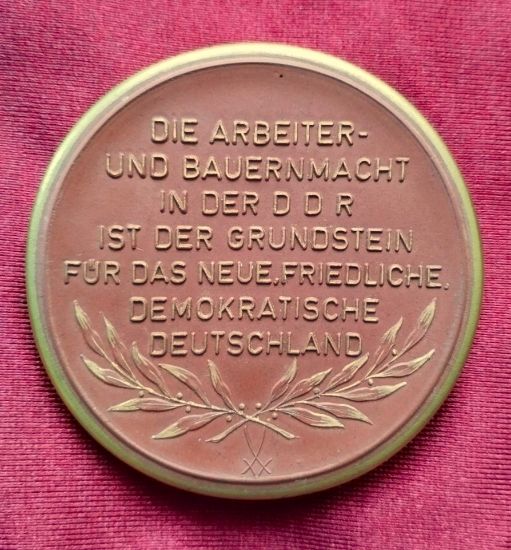 DIE ARBEITER-
UND BAUERNMACHT
IN DER D D R
IST DER GRUNDSTEIN
FÜR DAS NEUE, FRIEDLICHE,
DEMOKRATISCHE
DEUTSCHLAND